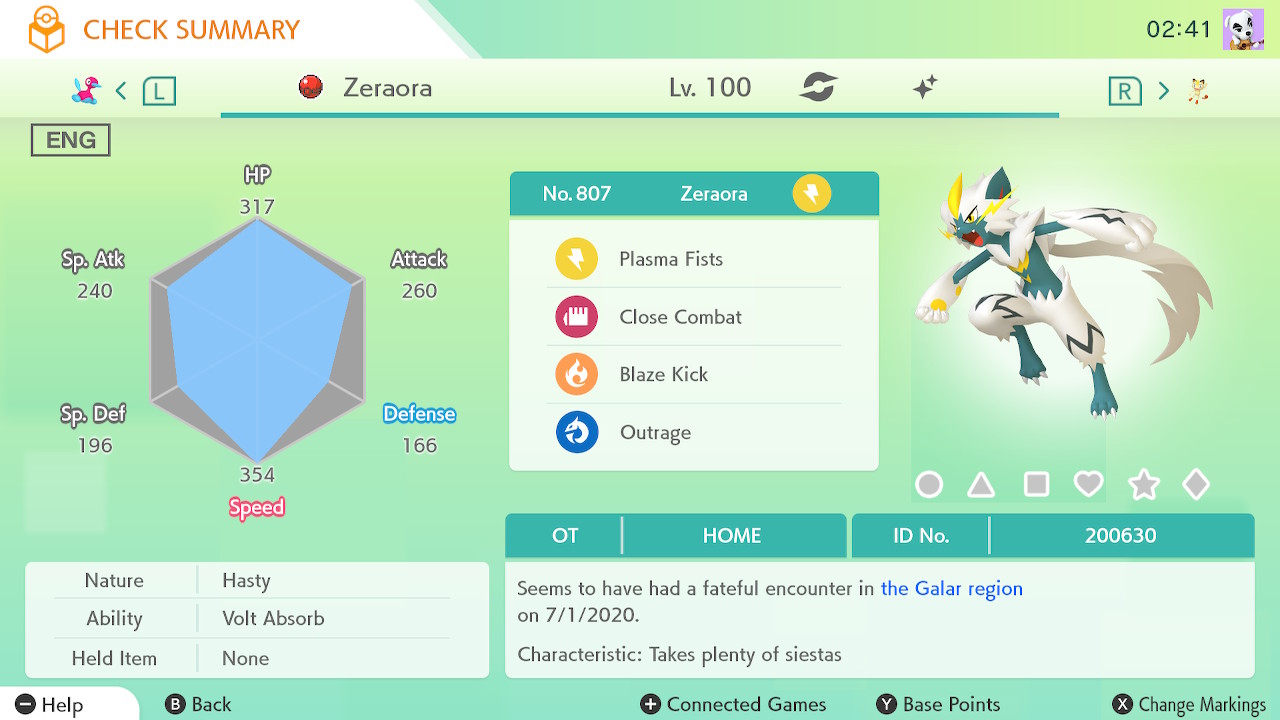 CHECK SUMMARY
02:41
L
Zeraora
Lv. 100
R
ENG
HP
317
Sp. Atk
240
Attack
260
Sp. Def
196
Defense
166
354
Speed
No. 807 Zeraora
Plasma Fists
Close Combat
Blaze Kick
Outrage
OT HOME
ID No. 200630
Seems to have had a fateful encounter in the Galar region
on 7/1/2020.
Characteristic: Takes plenty of siestas
Nature Hasty
Ability Volt Absorb
Held Item None
Help
B Back
Connected Games
Y Base Points
X Change Markings